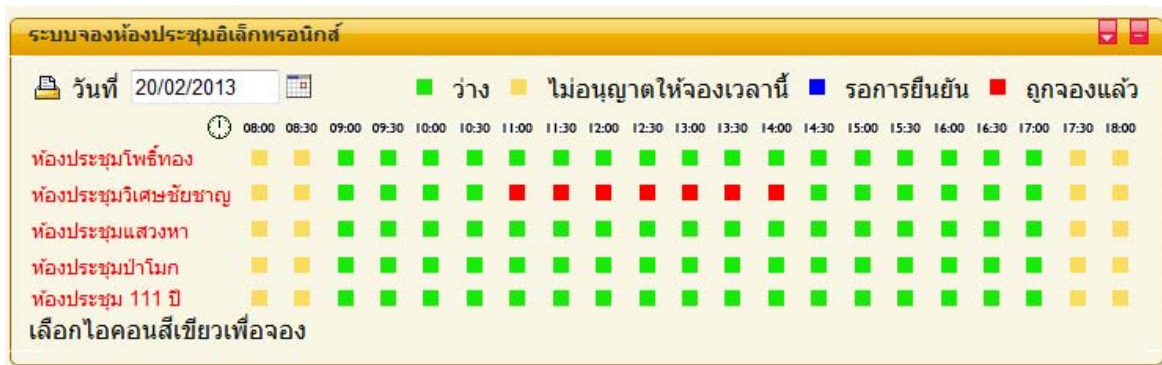 ระบบจองห้องประชุมอิเล็กทรอนิกส์
วันที่ 20/02/2013 ว่าง ไม่อนุญาตให้จองเวลานี้ รอการยืนยัน ถูกจองแล้ว
08:00 08:30 09:00 09:30 10:00 10:30 11:00 11:30 12:00 12:30 13:00 13:30 14:00 14:30 15:00 15:30 16:00 16:30 17:00 17:30 18:00
ห้องประชุมโพธิ์ทอง
ห้องประชุมวิเศษชัยชาญ
ห้องประชุมแสวงหา
ห้องประชุมป่าโมก
ห้องประชุม 111 ปี
เลือกไอคอนสีเขียวเพื่อจอง